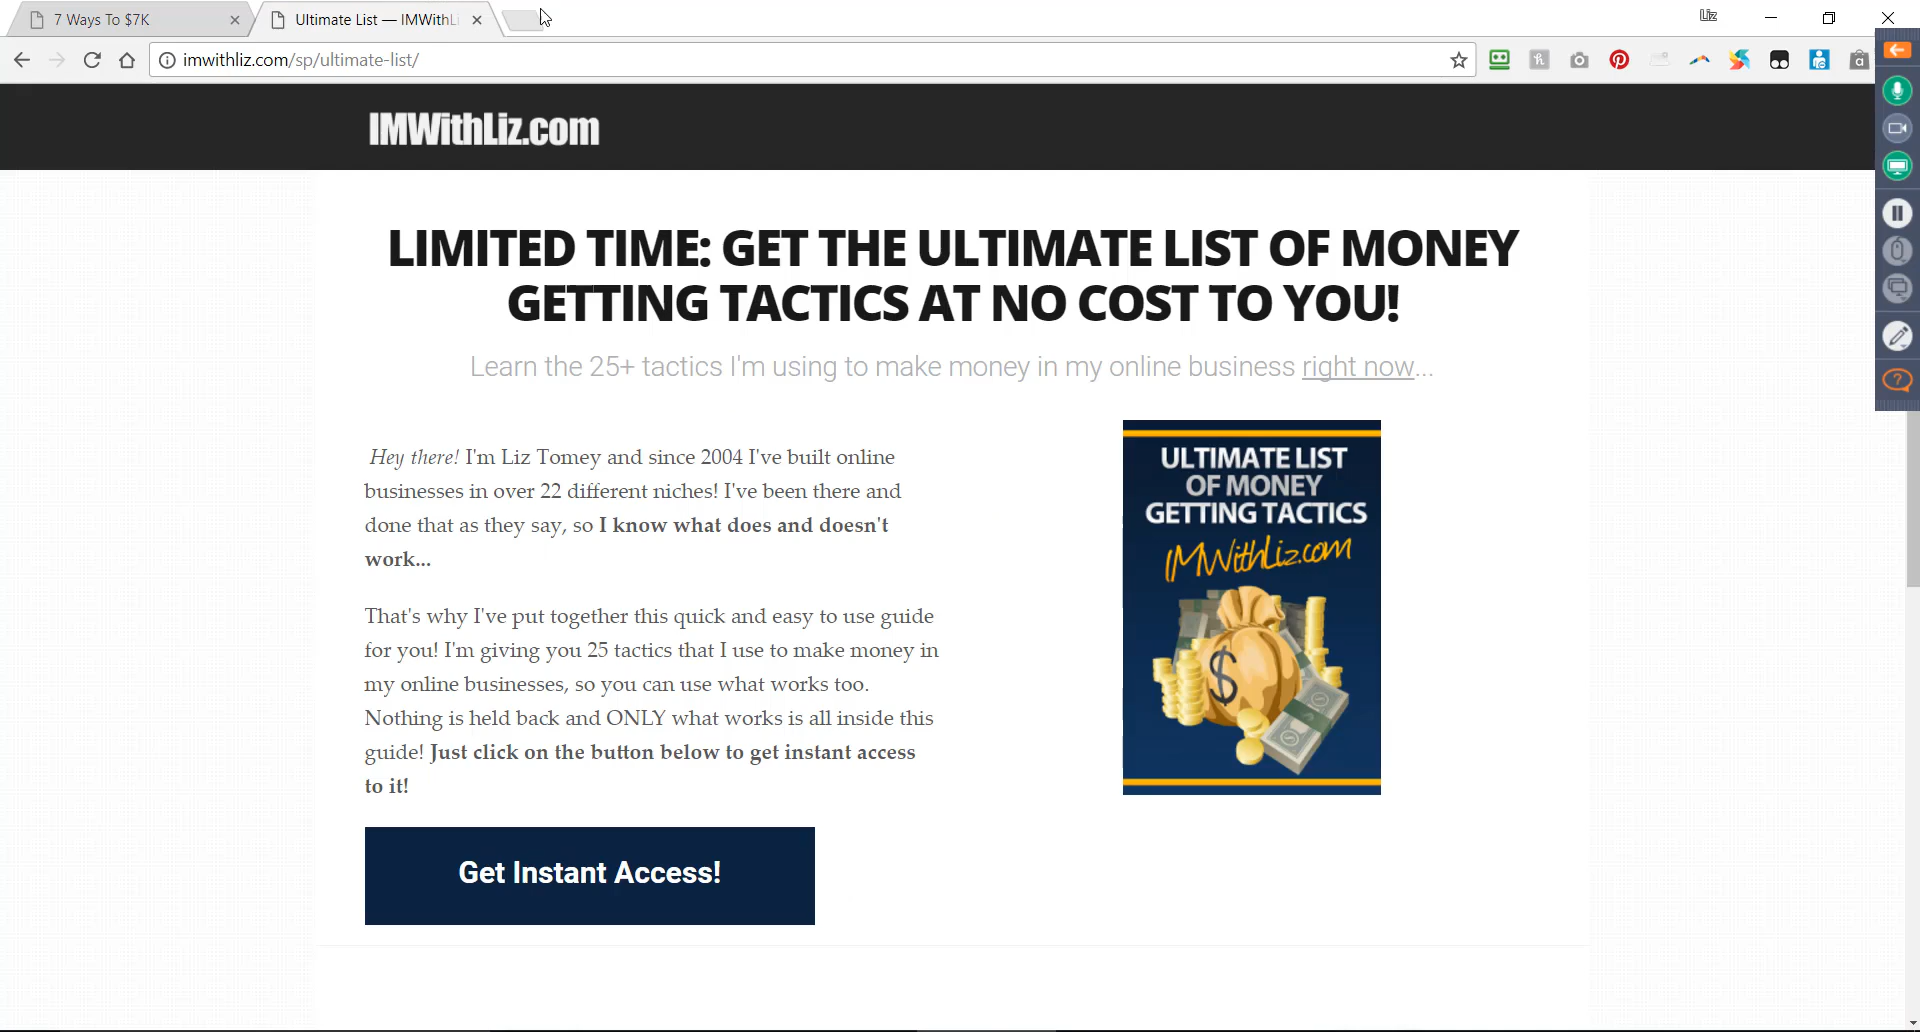 7 Ways To $7K
Ultimate List — IMWithLi
Liz
imwithliz.com/sp/ultimate-list/
IMWithLiz.com
LIMITED TIME: GET THE ULTIMATE LIST OF MONEY
GETTING TACTICS AT NO COST TO YOU!
Learn the 25+ tactics I'm using to make money in my online business right now...
Hey there! I'm Liz Tomey and since 2004 I've built online
businesses in over 22 different niches! I've been there and
done that as they say, so I know what does and doesn't
work...
That's why I've put together this quick and easy to use guide
for you! I'm giving you 25 tactics that I use to make money in
my online businesses, so you can use what works too.
Nothing is held back and ONLY what works is all inside this
guide! Just click on the button below to get instant access
to it!
Get Instant Access!
ULTIMATE LIST
OF MONEY
GETTING TACTICS
IMWithLiz.com
$